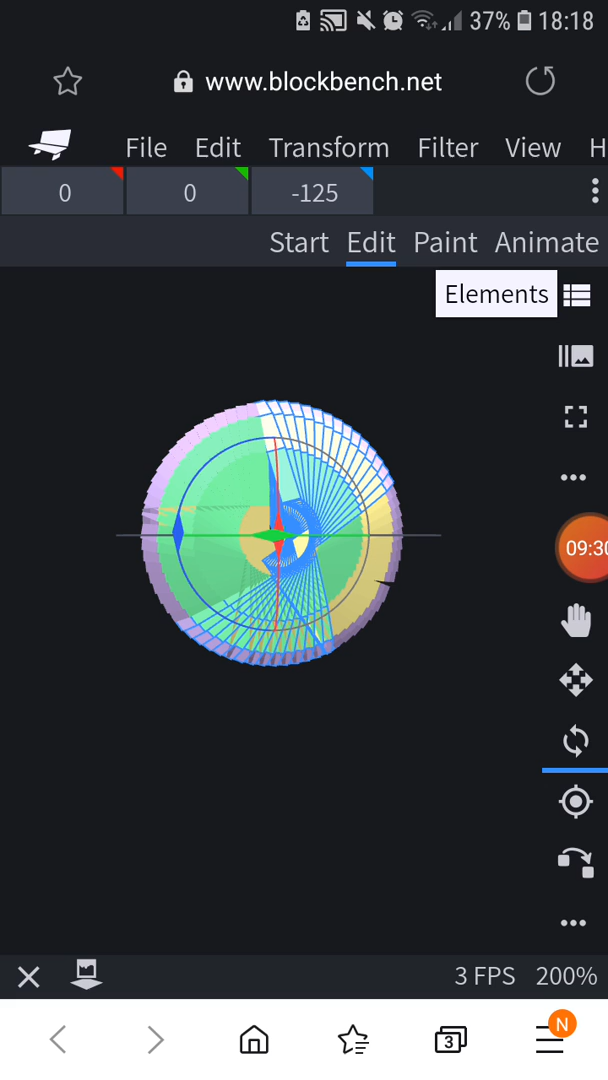 37% 18:18
www.blockbench.net
File Edit Transform Filter View H
0 0 -125
Start Edit Paint Animate
Elements
09:30
3 FPS 200%
3
N